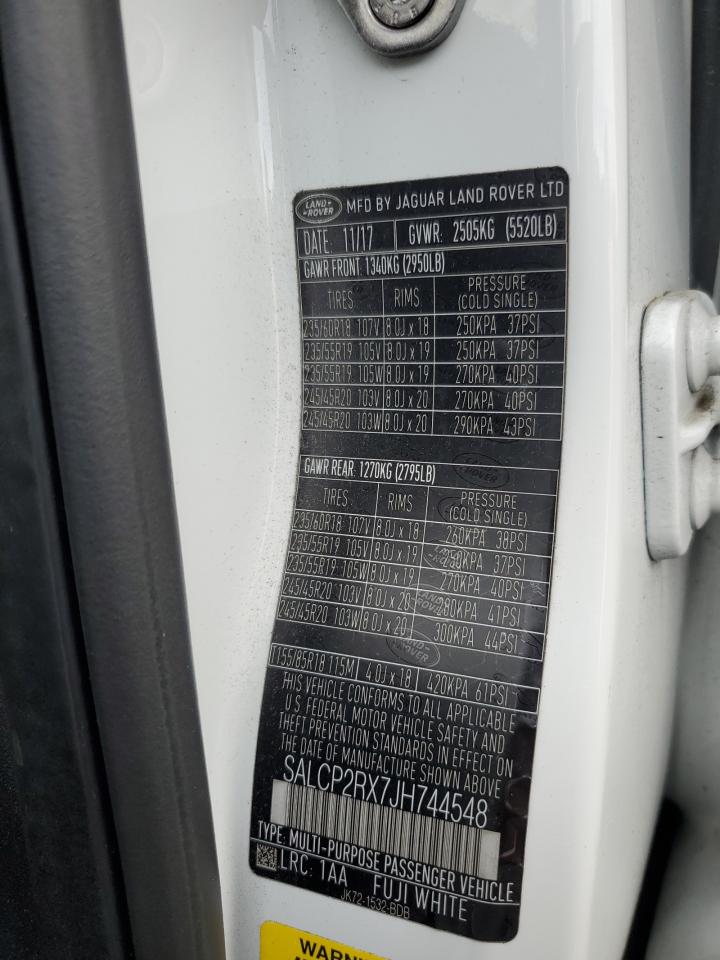 LAND ROVER MFD BY JAGUAR LAND ROVER LTD
DATE: 11/17 GVWR: 2505KG (5520LB)
GAWR FRONT: 1340KG (2950LB)
TIRES RIMS PRESSURE (COLD SINGLE)
235/60R18 107V 8.0J x 18 250KPA 37PSI
235/55R19 105V 8.0J x 19 250KPA 37PSI
235/55R19 105W 8.0J x 19 270KPA 40PSI
245/45R20 103V 8.0J x 20 270KPA 40PSI
245/45R20 103W 8.0J x 20 290KPA 43PSI
GAWR REAR: 1270KG (2795LB)
TIRES RIMS PRESSURE (COLD SINGLE)
235/60R18 107V 8.0J x 18 260KPA 38PSI
235/55R19 105V 8.0J x 19 250KPA 37PSI
235/55R19 105W 8.0J x 19 270KPA 40PSI
245/45R20 103V 8.0J x 20 280KPA 41PSI
245/45R20 103W 8.0J x 20 300KPA 44PSI
T155/85R18 115M 4.0J x 18 420KPA 61PSI
THIS VEHICLE CONFORMS TO ALL APPLICABLE
U.S FEDERAL MOTOR VEHICLE SAFETY AND
THEFT PREVENTION STANDARDS IN EFFECT ON
THE DATE OF MANUFACTURE SHOWN ABOVE
SALCP2RX7JH744548
TYPE: MULTI-PURPOSE PASSENGER VEHICLE
LRC: 1AA FUJI WHITE
JK72-1532-BDB